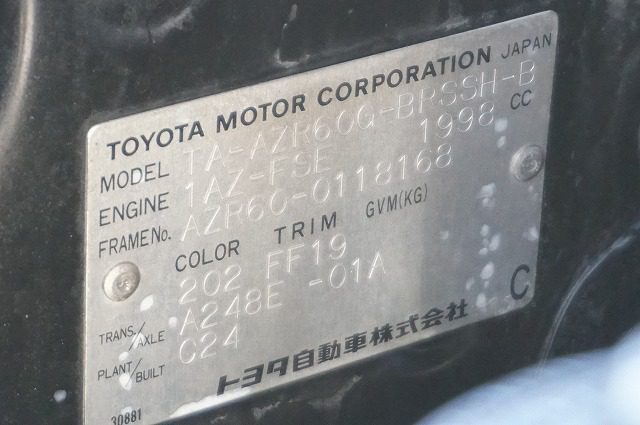 TOYOTA MOTOR CORPORATION JAPAN
MODEL TA-AZR60G-BRSSH-B
ENGINE 1AZ-FSE 1998 CC
FRAME No. AZR60-0118168
COLOR TRIM GVM(KG)
202 FF19
TRANS./AXLE A248E -01A
PLANT/BUILT C24
C
トヨタ自動車株式会社
30881